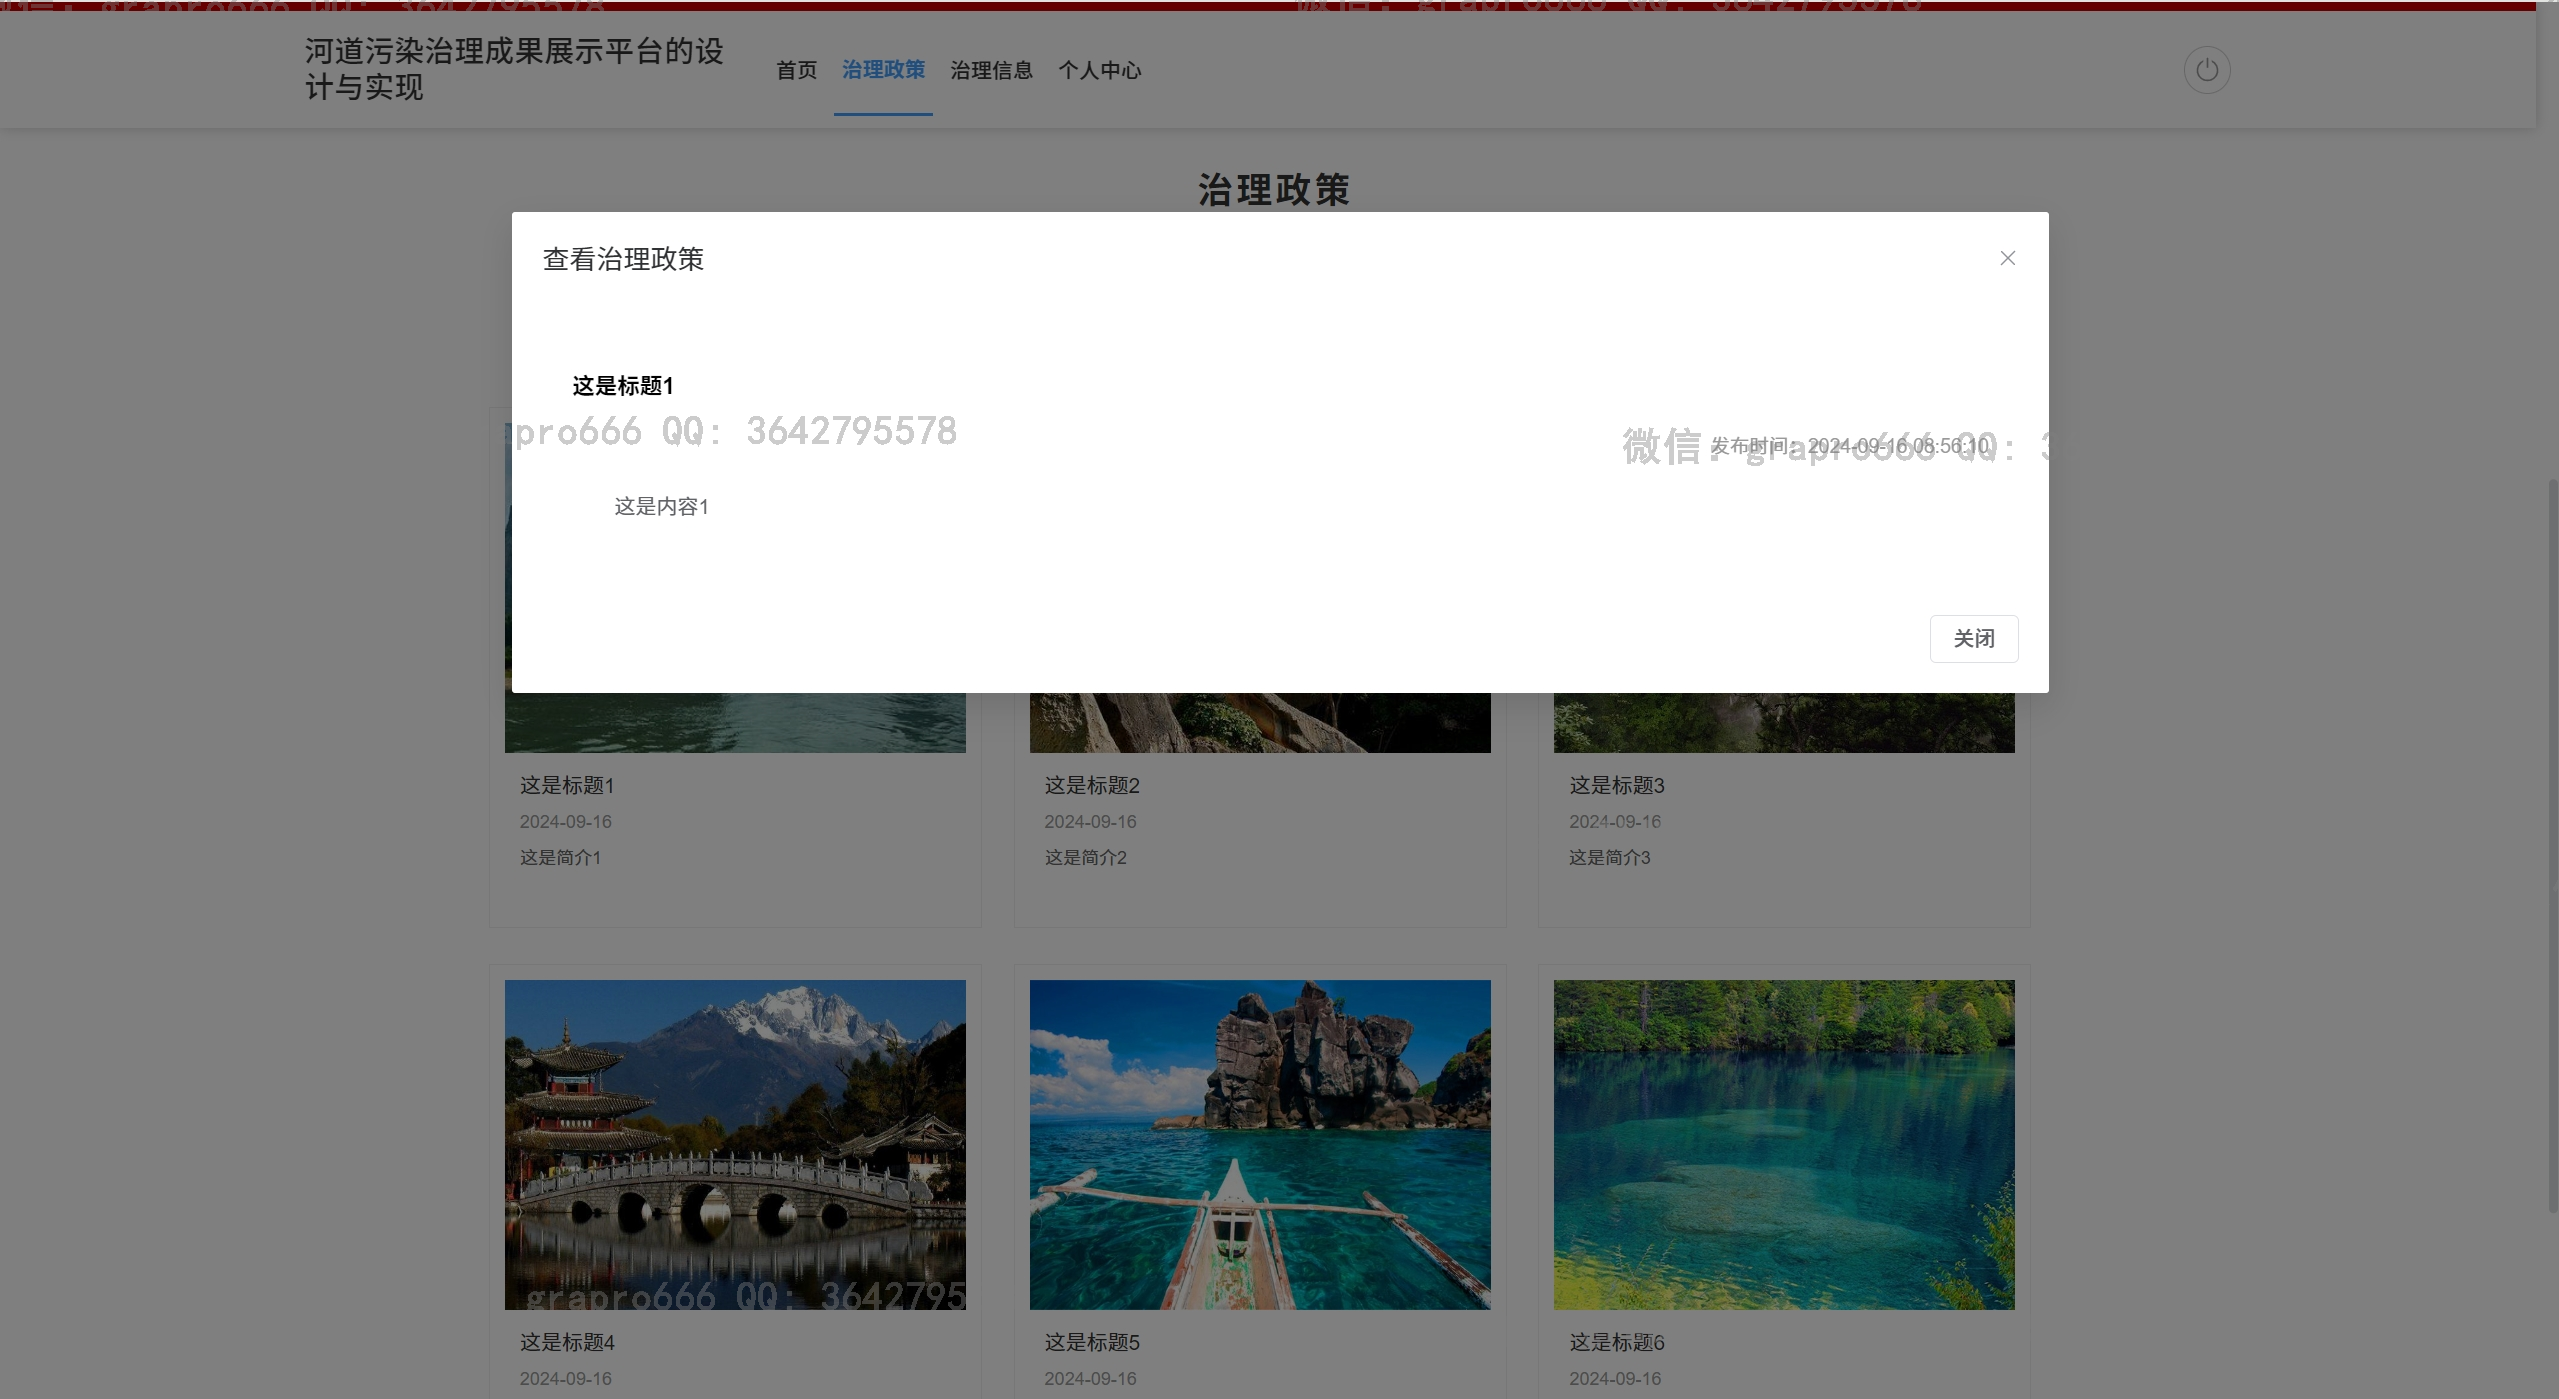 河道污染治理成果展示平台的设
计与实现
首页 治理政策 治理信息 个人中心
治理政策
查看治理政策
这是标题1
pro666 QQ: 3642795578
微信: grapro666 QQ:
发布时间: 2024-09-16 08:56:10
这是内容1
关闭
这是标题1
2024-09-16
这是简介1
这是标题2
2024-09-16
这是简介2
这是标题3
2024-09-16
这是简介3
grapro666 QQ: 3642795
这是标题4
2024-09-16
这是标题5
2024-09-16
这是标题6
2024-09-16